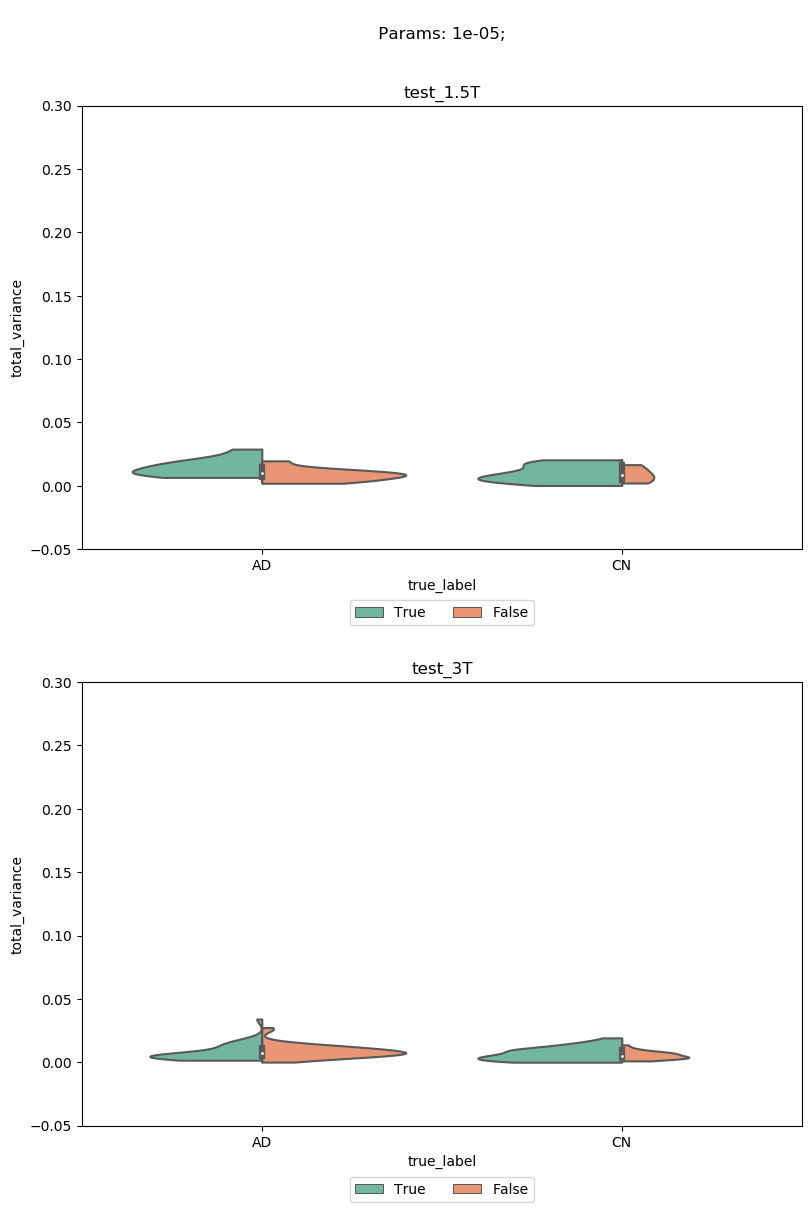 Params: 1e-05;
test_1.5T
0.30
0.25
0.20
0.15
0.10
0.05
0.00
−0.05
total_variance
AD CN
true_label
True False
test_3T
0.30
0.25
0.20
0.15
0.10
0.05
0.00
−0.05
total_variance
AD CN
true_label
True False